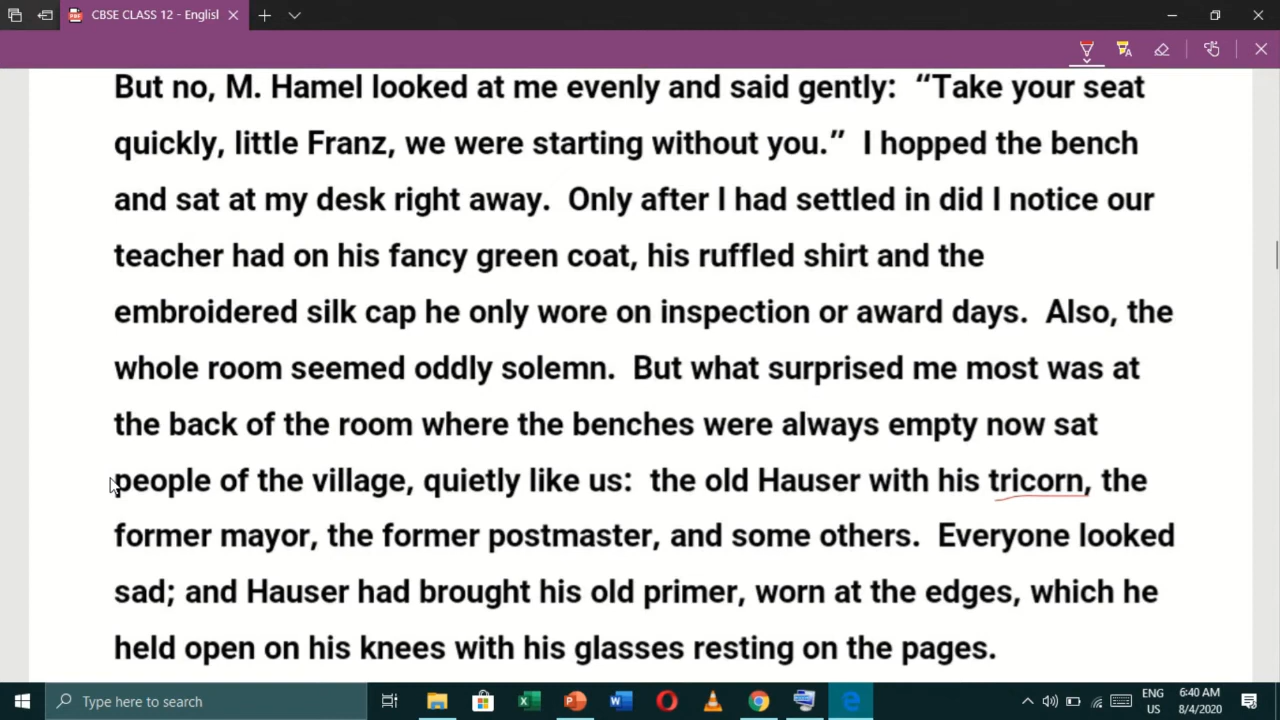 CBSE CLASS 12 - Englisl
But no, M. Hamel looked at me evenly and said gently: “Take your seat
quickly, little Franz, we were starting without you.” I hopped the bench
and sat at my desk right away. Only after I had settled in did I notice our
teacher had on his fancy green coat, his ruffled shirt and the
embroidered silk cap he only wore on inspection or award days. Also, the
whole room seemed oddly solemn. But what surprised me most was at
the back of the room where the benches were always empty now sat
people of the village, quietly like us: the old Hauser with his tricorn, the
former mayor, the former postmaster, and some others. Everyone looked
sad; and Hauser had brought his old primer, worn at the edges, which he
held open on his knees with his glasses resting on the pages.
Type here to search
ENG
US
6:40 AM
8/4/2020